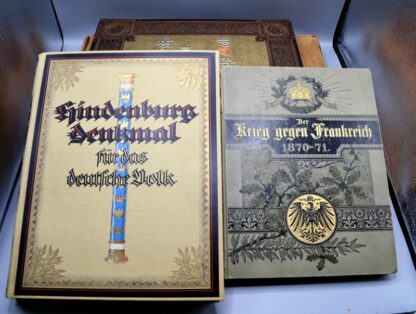 Hindenburg
Denkmal
für das
deutsche Volk
Der
Krieg gegen Frankreich
1870-71.